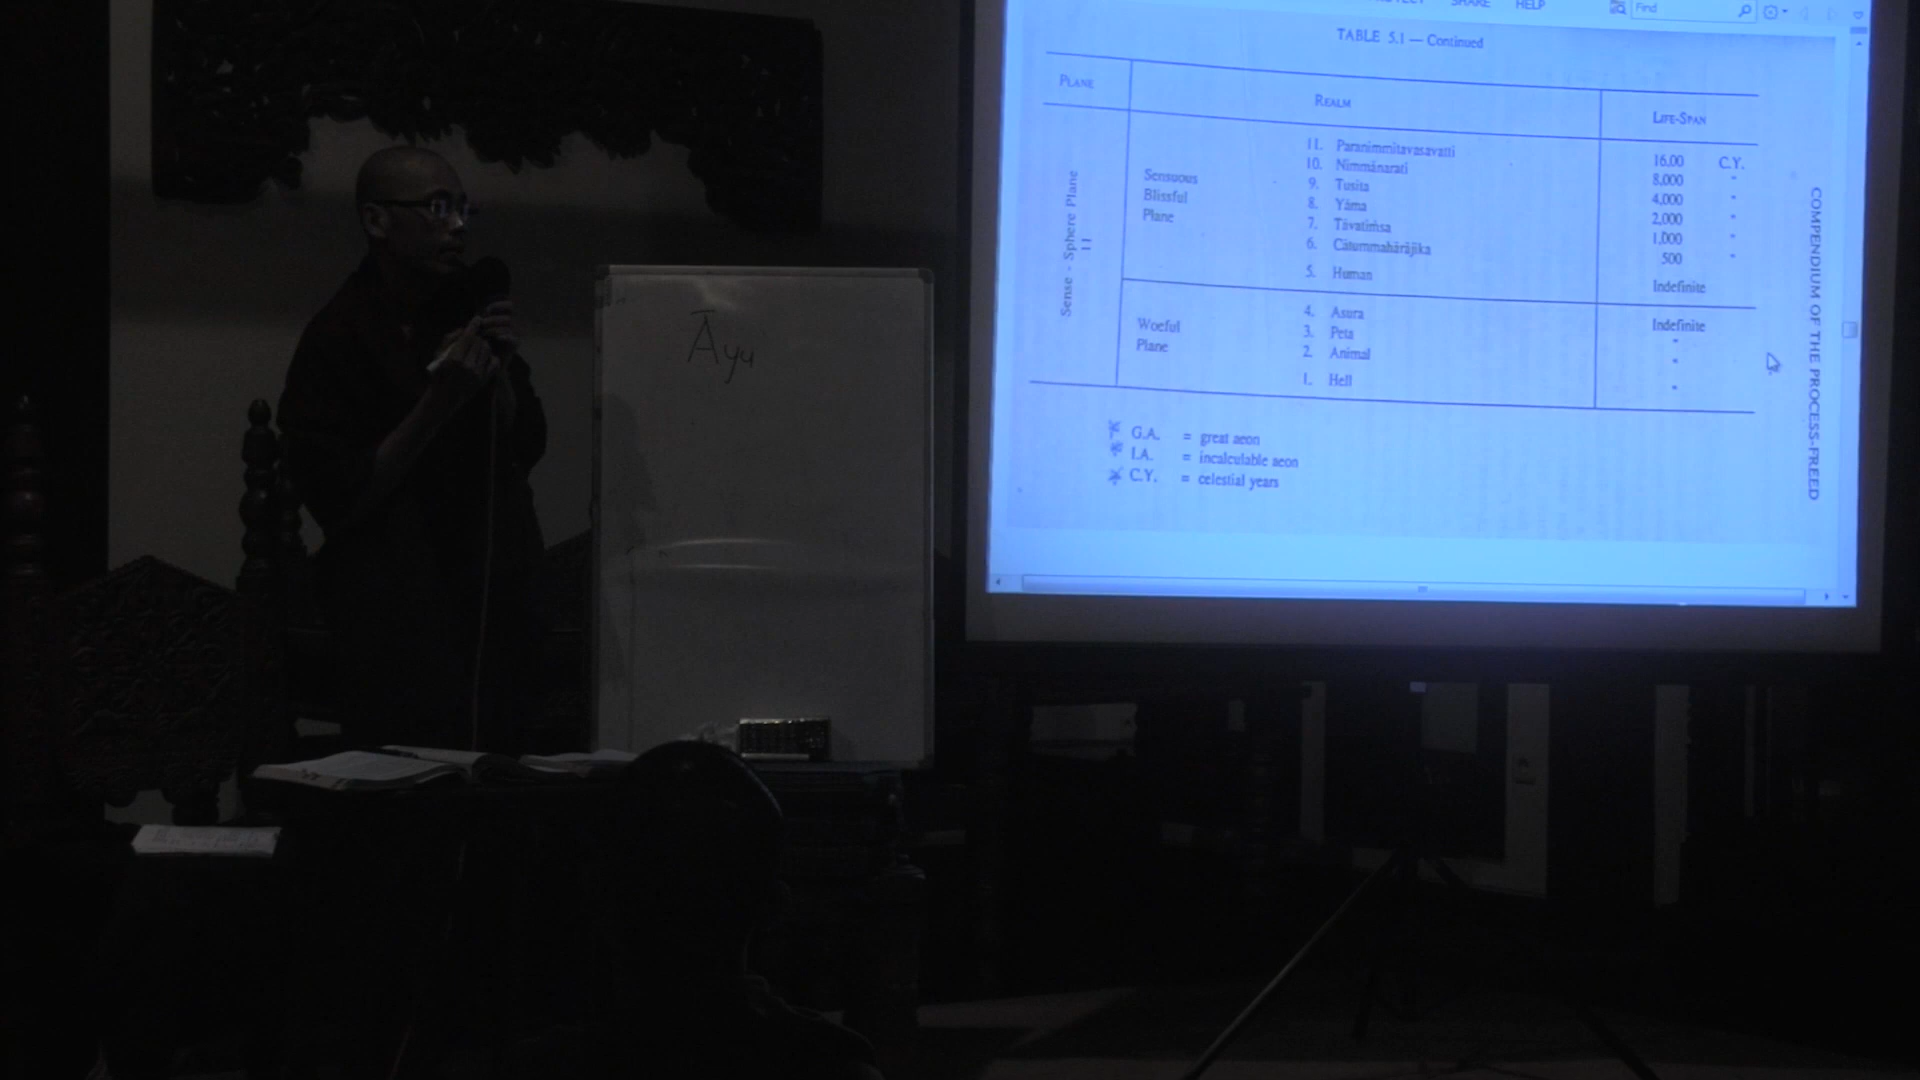 Āyu
SHARE HELP
Find
TABLE 5.1 — Continued
PLANE REALM LIFE-SPAN
Sense - Sphere Plane
11
Sensuous
Blissful
Plane
11. Paranimmitavasavatti 16,00 C.Y.
10. Nimmānarati 8,000 "
9. Tusita 4,000 "
8. Yāma 2,000 "
7. Tāvatiṁsa 1,000 "
6. Cātummahārājika 500 "
5. Human Indefinite
Woeful
Plane
4. Asura Indefinite
3. Peta "
2. Animal "
1. Hell "
G.A. = great aeon
I.A. = incalculable aeon
C.Y. = celestial years
COMPENDIUM OF THE PROCESS-FREED